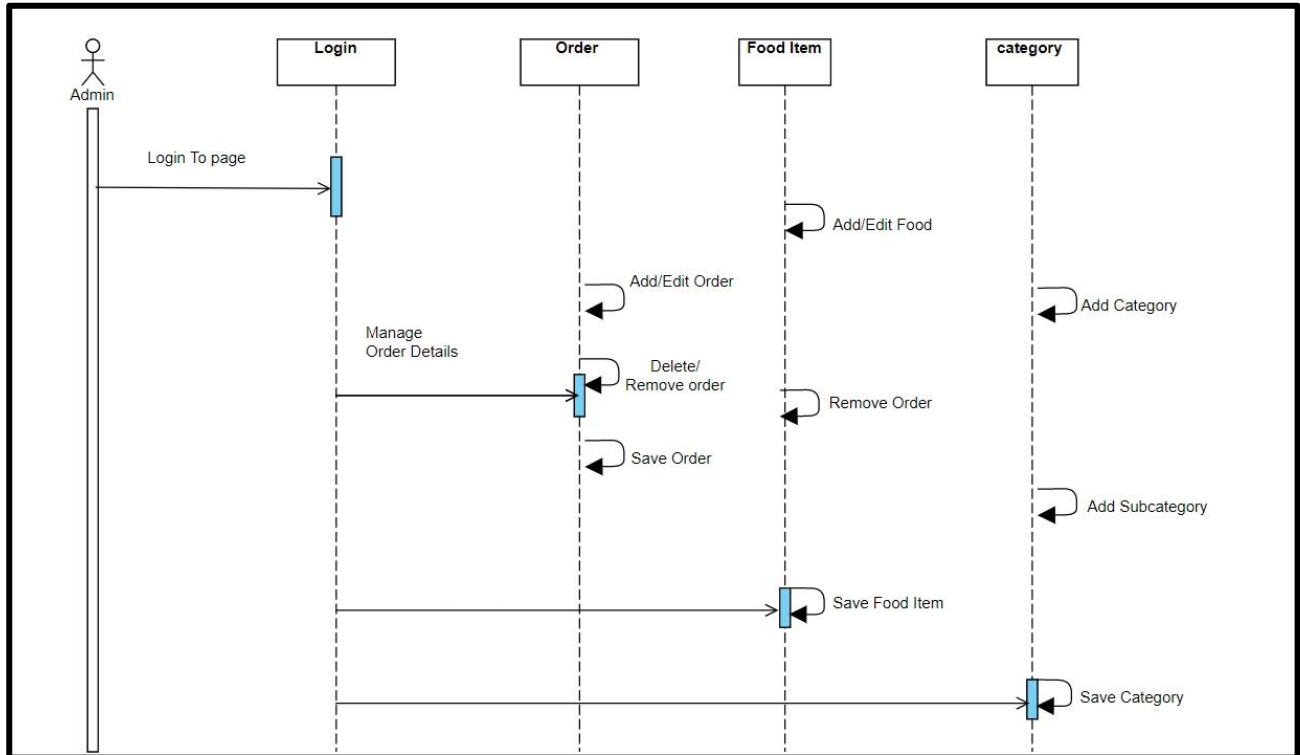 Login
Order
Food Item
category
Admin
Login To page
Add/Edit Food
Add/Edit Order
Add Category
Manage
Order Details
Delete/
Remove order
Remove Order
Save Order
Add Subcategory
Save Food Item
Save Category